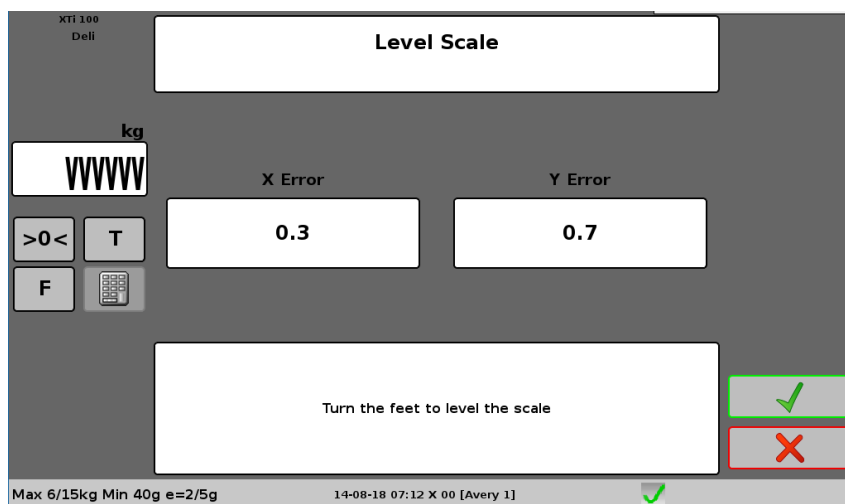 XTi 100
Deli
Level Scale
kg
VVVVVV
X Error
Y Error
0.3
0.7
>0<
T
F
Turn the feet to level the scale
Max 6/15kg Min 40g e=2/5g
14-08-18 07:12 X 00 [Avery 1]